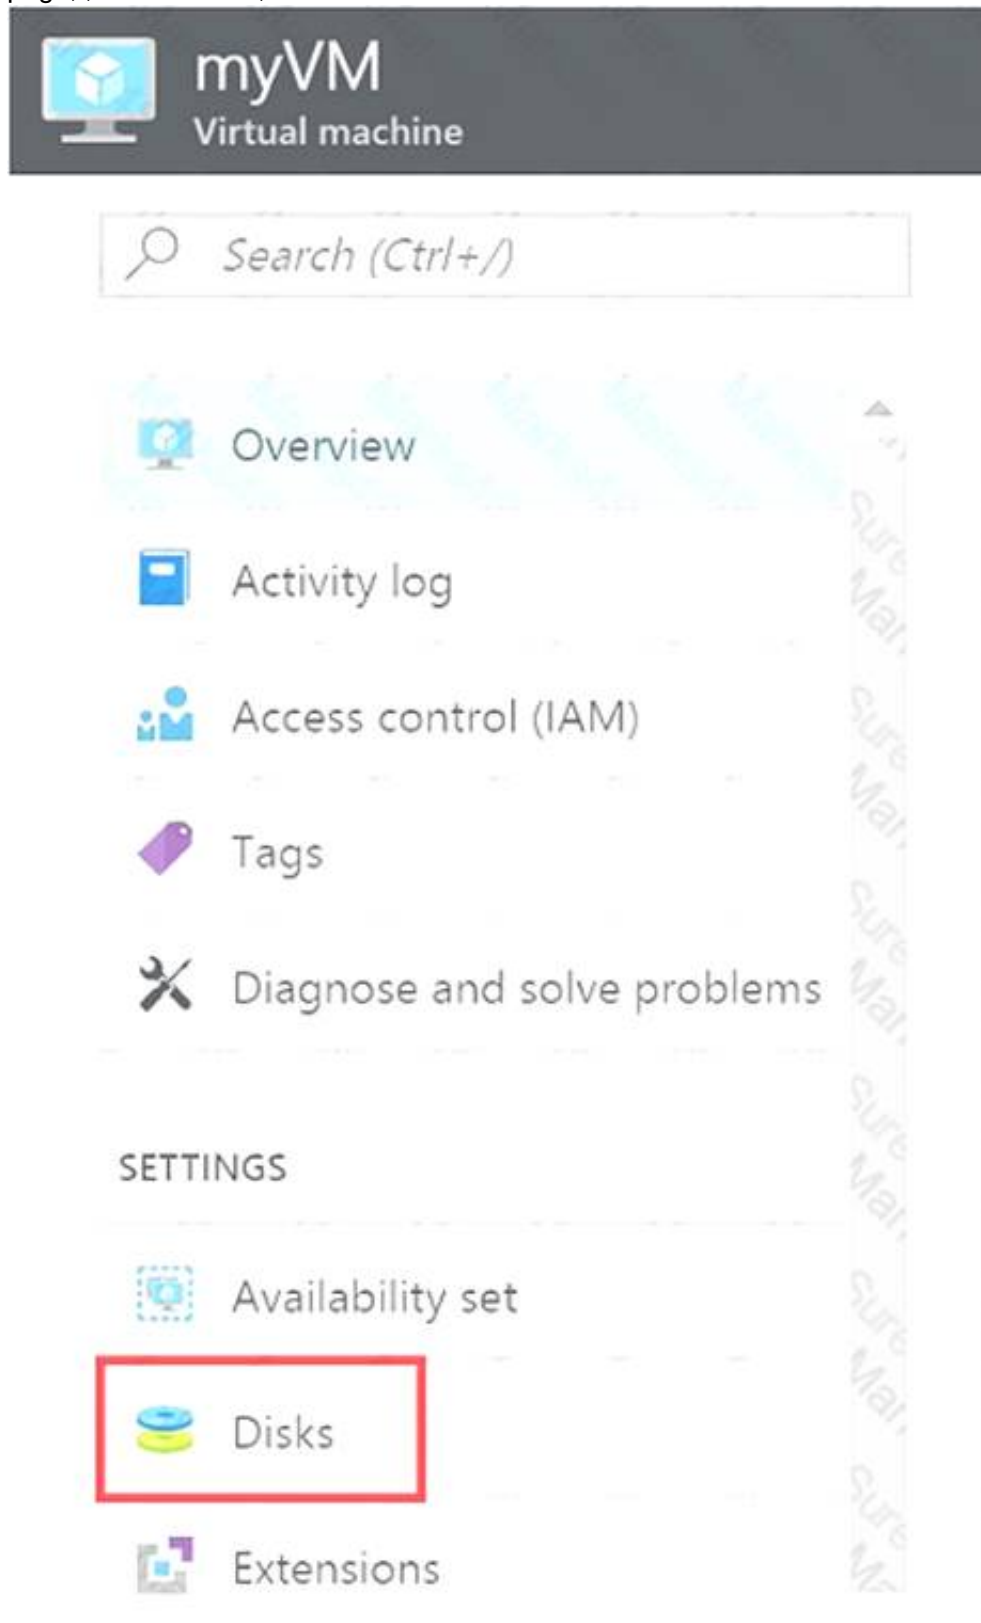 myVM
Virtual machine
Search (Ctrl+/)
Overview
Activity log
Access control (IAM)
Tags
Diagnose and solve problems
SETTINGS
Availability set
Disks
Extensions